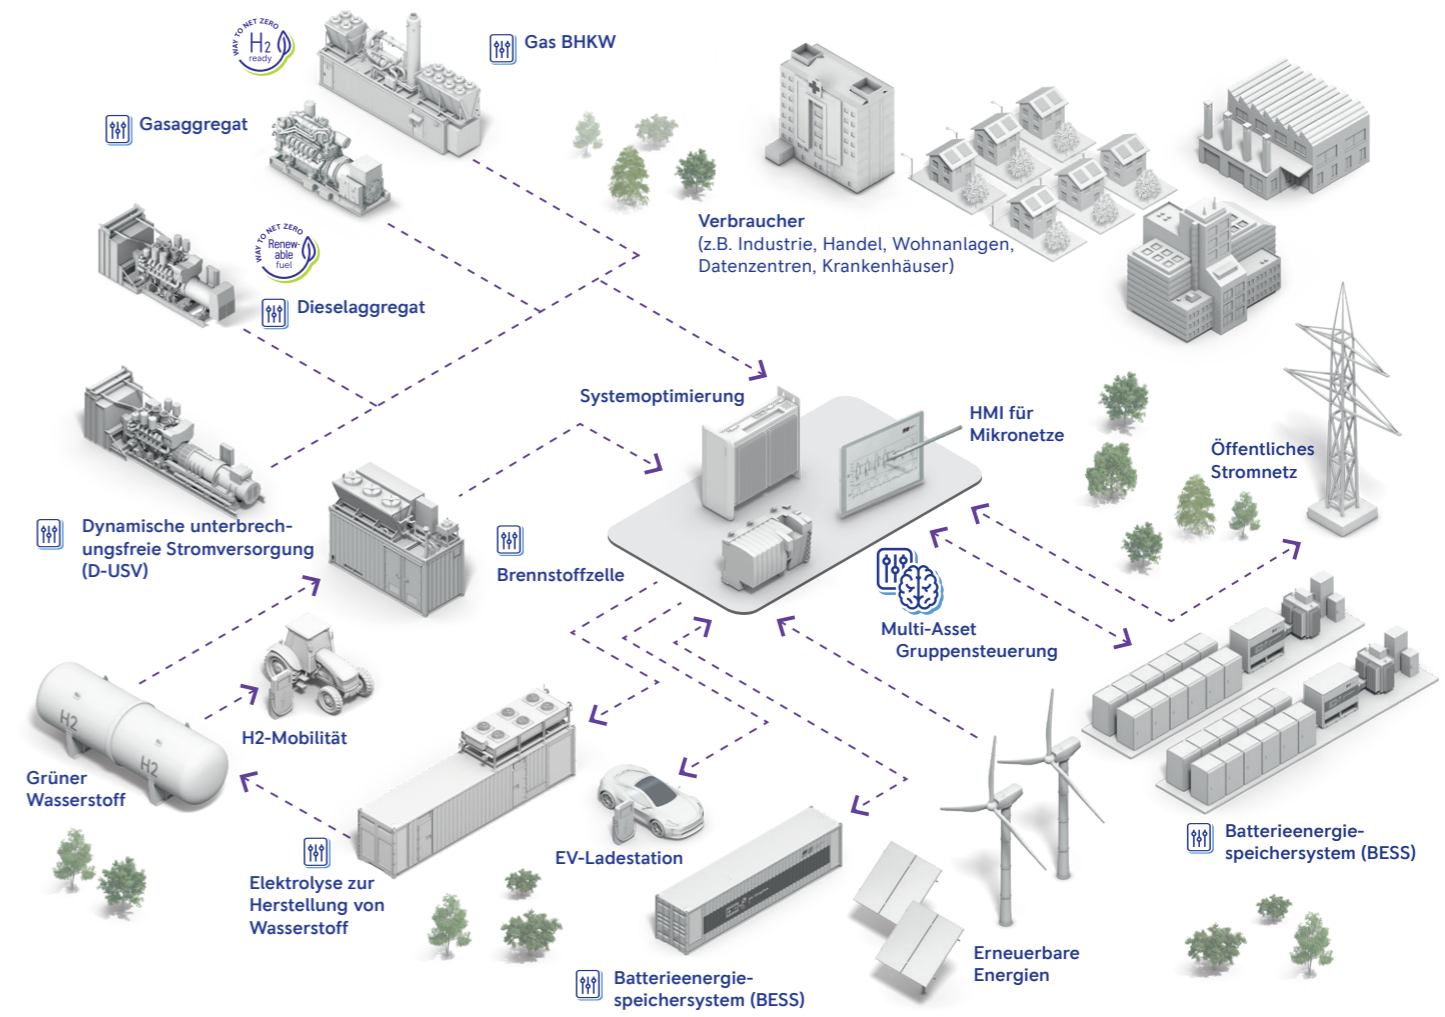 WAY TO NET ZERO
H2
ready
Gas BHKW
Gasaggregat
WAY TO NET ZERO
Renew-
able
fuel
Dieselaggregat
Verbraucher
(z.B. Industrie, Handel, Wohnanlagen,
Datenzentren, Krankenhäuser)
Systemoptimierung
HMI für
Mikronetze
Öffentliches
Stromnetz
Dynamische unterbrech-
ungsfreie Stromversorgung
(D-USV)
Brennstoffzelle
Multi-Asset
Gruppensteuerung
H2
H2
H2-Mobilität
Grüner
Wasserstoff
Elektrolyse zur
Herstellung von
Wasserstoff
EV-Ladestation
Batterieenergie-
speichersystem (BESS)
Erneuerbare
Energien
Batterieenergie-
speichersystem (BESS)